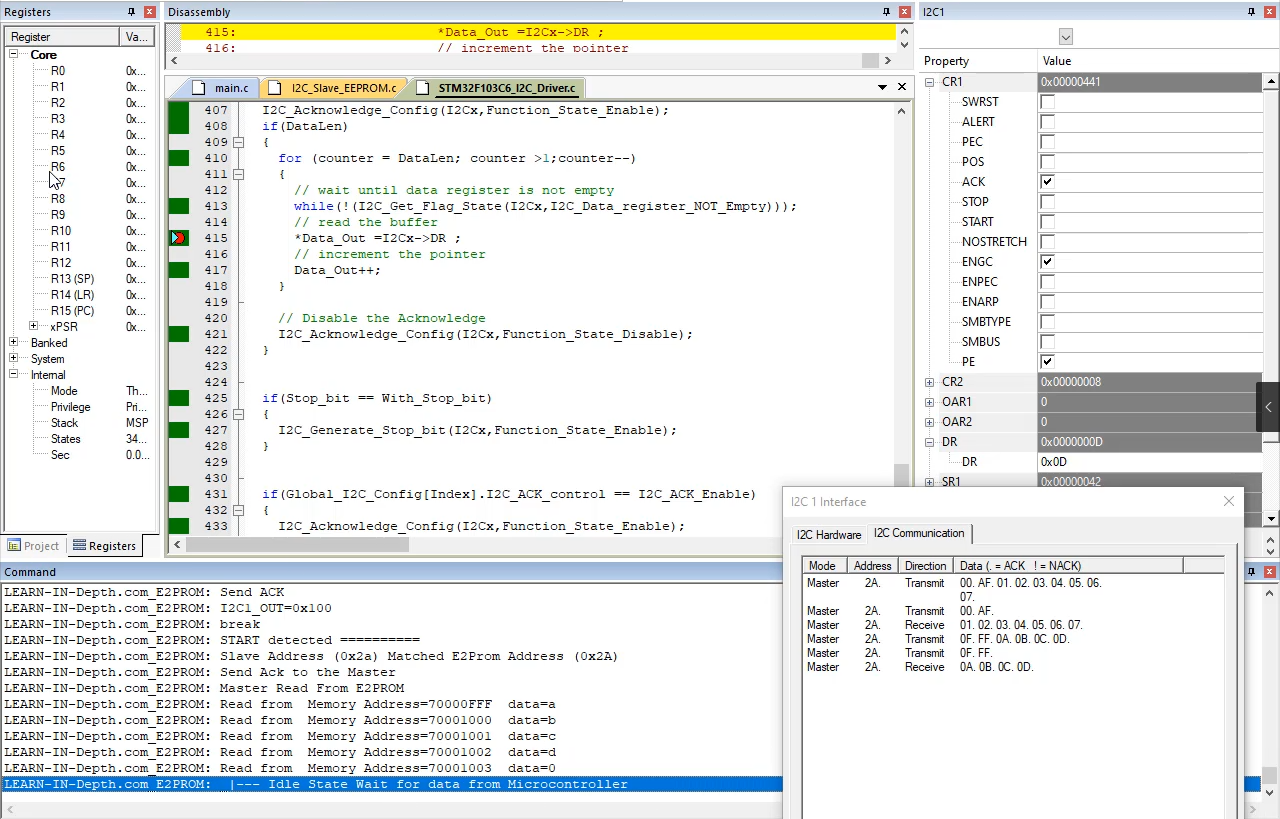 Registers
Register Va...
Core
R0 0x...
R1 0x...
R2 0x...
R3 0x...
R4 0x...
R5 0x...
R6 0x...
0x...
R8 0x...
R9 0x...
R10 0x...
R11 0x...
R12 0x...
R13 (SP) 0x...
R14 (LR) 0x...
R15 (PC) 0x...
xPSR 0x...
Banked
System
Internal
Mode Th...
Privilege Pri...
Stack MSP
States 34...
Sec 0.0...
Project Registers
Disassembly
415: *Data_Out =I2Cx->DR ;
416: // increment the pointer
main.c I2C_Slave_EEPROM.c STM32F103C6_I2C_Driver.c
407 I2C_Acknowledge_Config(I2Cx,Function_State_Enable);
408 if(DataLen)
409 {
410 for (counter = DataLen; counter >1;counter--)
411 {
412 // wait until data register is not empty
413 while(!(I2C_Get_Flag_State(I2Cx,I2C_Data_register_NOT_Empty)));
414 // read the buffer
415 *Data_Out =I2Cx->DR ;
416 // increment the pointer
417 Data_Out++;
418 }
419
420 // Disable the Acknowledge
421 I2C_Acknowledge_Config(I2Cx,Function_State_Disable);
422 }
423
424
425 if(Stop_bit == With_Stop_bit)
426 {
427 I2C_Generate_Stop_bit(I2Cx,Function_State_Enable);
428 }
429
430
431 if(Global_I2C_Config[Index].I2C_ACK_control == I2C_ACK_Enable)
432 {
433 I2C_Acknowledge_Config(I2Cx,Function_State_Enable);
I2C1
Property Value
CR1 0x00000441
SWRST
ALERT
PEC
POS
ACK
STOP
START
NOSTRETCH
ENGC
ENPEC
ENARP
SMBTYPE
SMBUS
PE
CR2 0x00000008
OAR1 0
OAR2 0
DR 0x0000000D
DR 0x0D
SR1 0x00000042
Command
LEARN-IN-Depth.com_E2PROM: Send ACK
LEARN-IN-Depth.com_E2PROM: I2C1_OUT=0x100
LEARN-IN-Depth.com_E2PROM: break
LEARN-IN-Depth.com_E2PROM: START detected ==========
LEARN-IN-Depth.com_E2PROM: Slave Address (0x2a) Matched E2Prom Address (0x2A)
LEARN-IN-Depth.com_E2PROM: Send Ack to the Master
LEARN-IN-Depth.com_E2PROM: Master Read From E2PROM
LEARN-IN-Depth.com_E2PROM: Read from Memory Address=70000FFF data=a
LEARN-IN-Depth.com_E2PROM: Read from Memory Address=70001000 data=b
LEARN-IN-Depth.com_E2PROM: Read from Memory Address=70001001 data=c
LEARN-IN-Depth.com_E2PROM: Read from Memory Address=70001002 data=d
LEARN-IN-Depth.com_E2PROM: Read from Memory Address=70001003 data=0
LEARN-IN-Depth.com_E2PROM: |--- Idle State Wait for data from Microcontroller
I2C 1 Interface
I2C Hardware I2C Communication
Mode Address Direction Data (. = ACK ! = NACK)
Master 2A. Transmit 00. AF. 01. 02. 03. 04. 05. 06.
07.
Master 2A. Transmit 00. AF.
Master 2A. Receive 01. 02. 03. 04. 05. 06. 07.
Master 2A. Transmit 0F. FF. 0A. 0B. 0C. 0D.
Master 2A. Transmit 0F. FF.
Master 2A. Receive 0A. 0B. 0C. 0D.